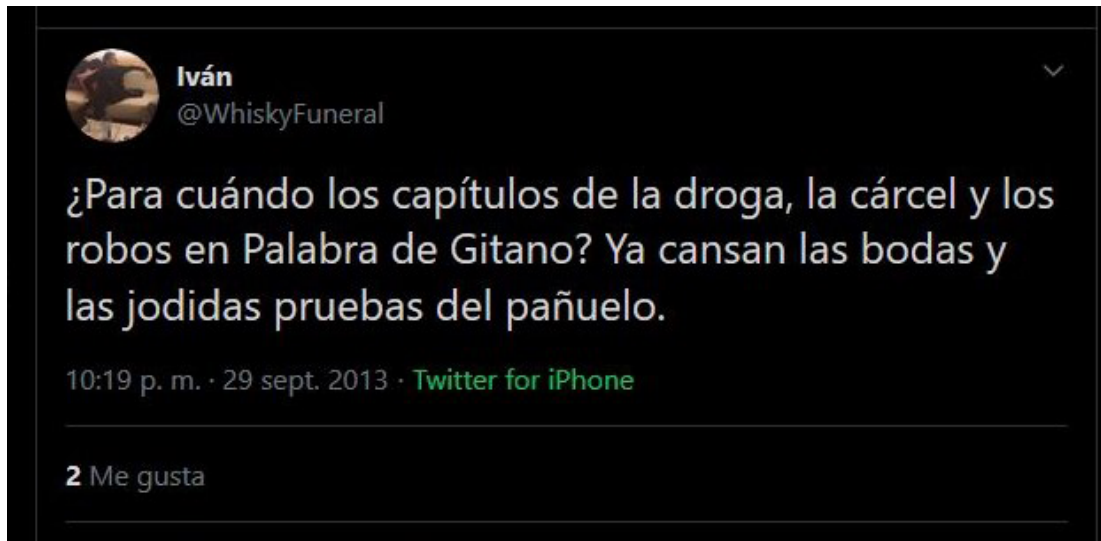 Iván
@WhiskyFuneral
¿Para cuándo los capítulos de la droga, la cárcel y los
robos en Palabra de Gitano? Ya cansan las bodas y
las jodidas pruebas del pañuelo.
10:19 p. m. · 29 sept. 2013 · Twitter for iPhone
2 Me gusta